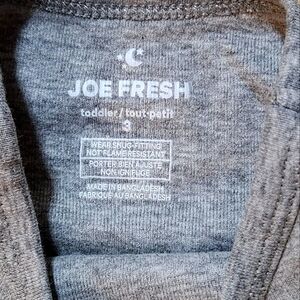 JOE FRESH
toddler / tout-petit
3
WEAR SNUG-FITTING
NOT FLAME RESISTANT
PORTER BIEN AJUSTÉ
NON IGNIFUGE
MADE IN BANGLADESH
FABRIQUÉ AU BANGLADESH